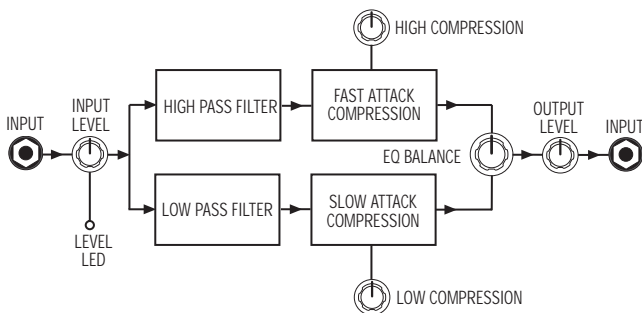 HIGH COMPRESSION
INPUT
INPUT
LEVEL
HIGH PASS FILTER
FAST ATTACK
COMPRESSION
EQ BALANCE
OUTPUT
LEVEL
INPUT
LOW PASS FILTER
SLOW ATTACK
COMPRESSION
LEVEL
LED
LOW COMPRESSION